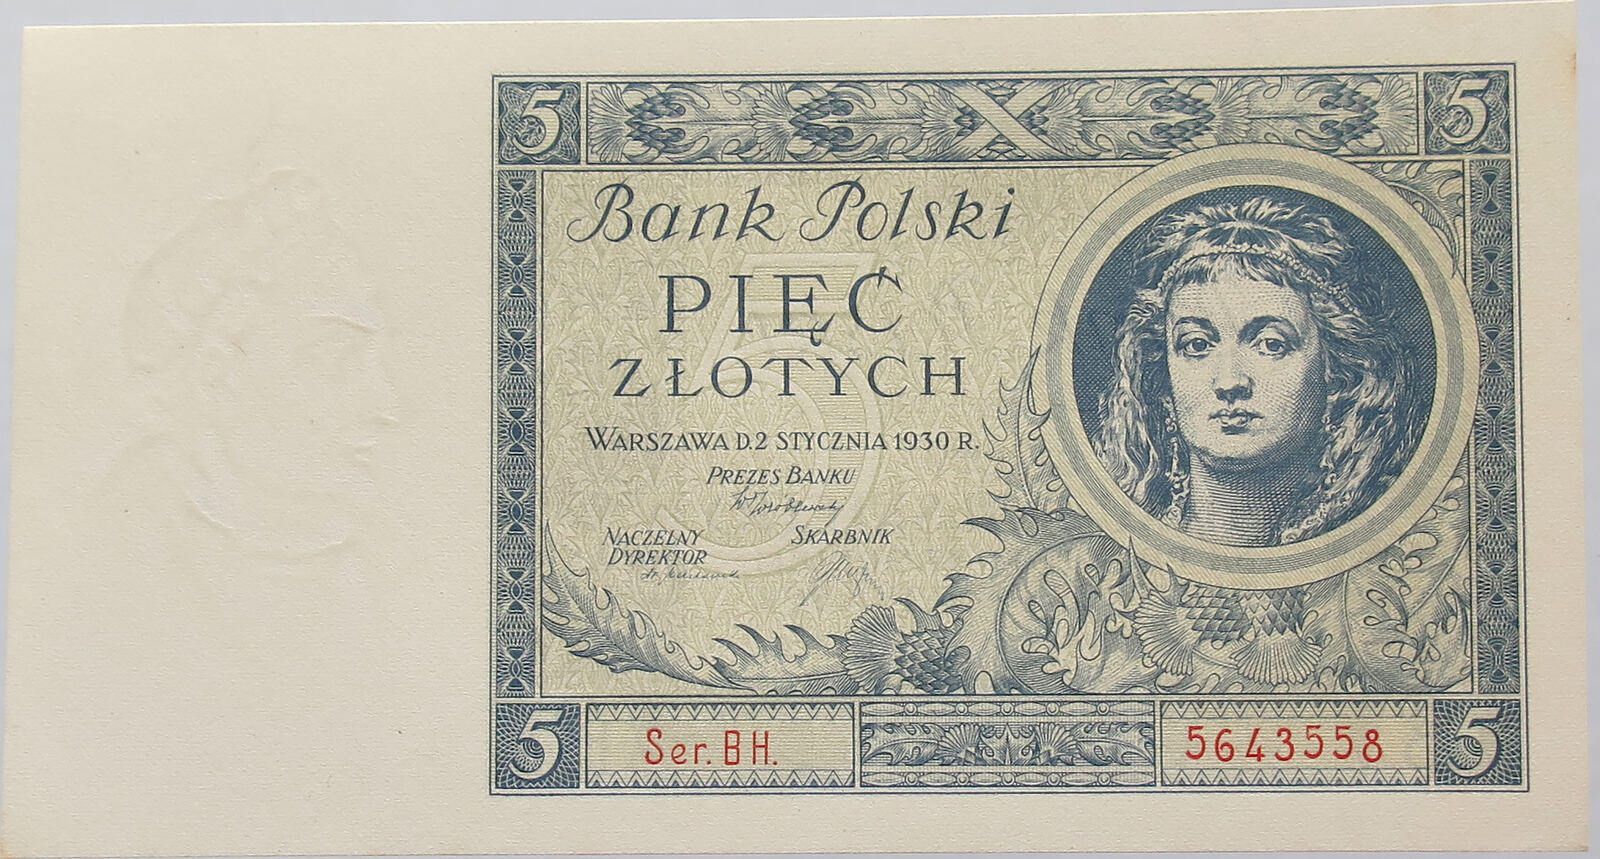 5 5
Bank Polski
PIĘĆ
ZŁOTYCH
WARSZAWA D. 2 STYCZNIA 1930 R.
PREZES BANKU
NACZELNY SKARBNIK
DYREKTOR
5 Ser. BH. 5643558 5